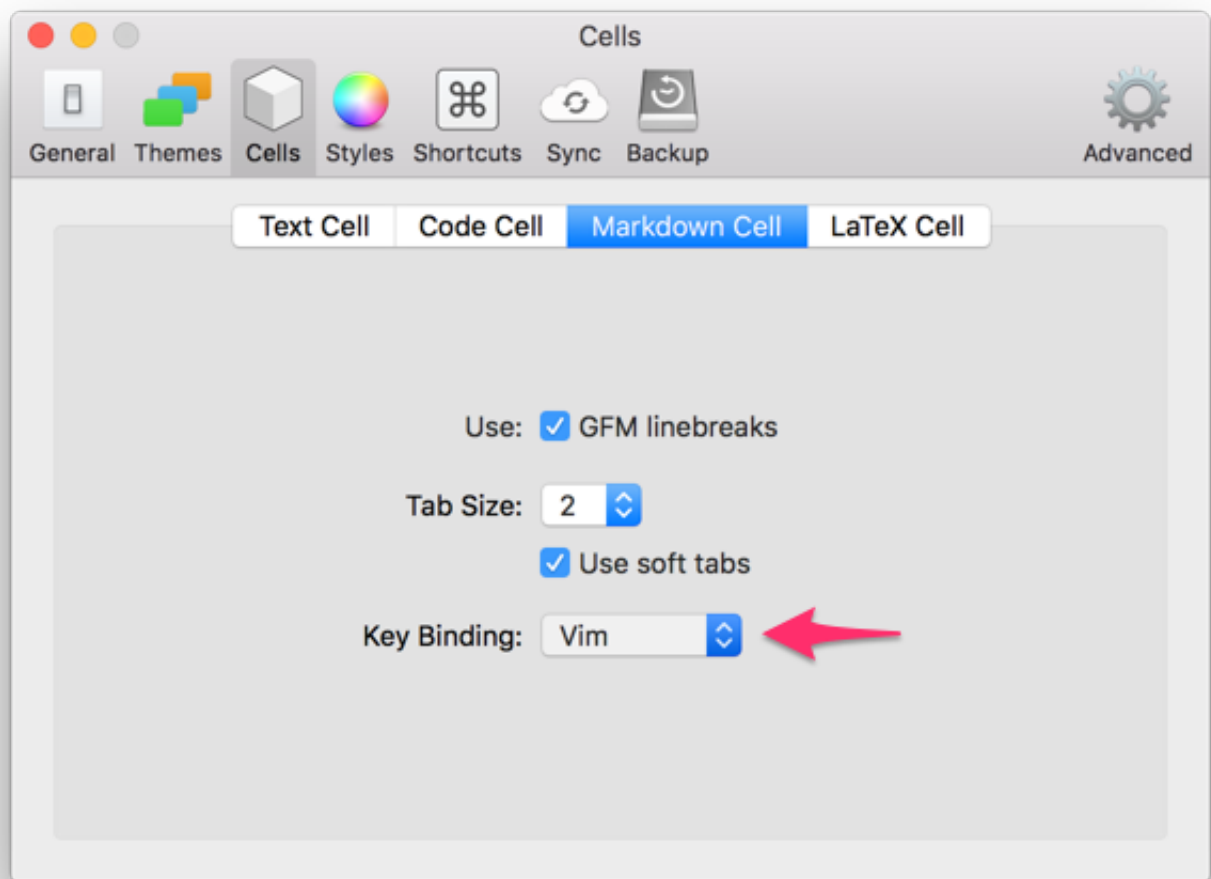 Cells
General Themes Cells Styles Shortcuts Sync Backup Advanced
Text Cell Code Cell Markdown Cell LaTeX Cell
Use: GFM linebreaks
Tab Size: 2
Use soft tabs
Key Binding: Vim